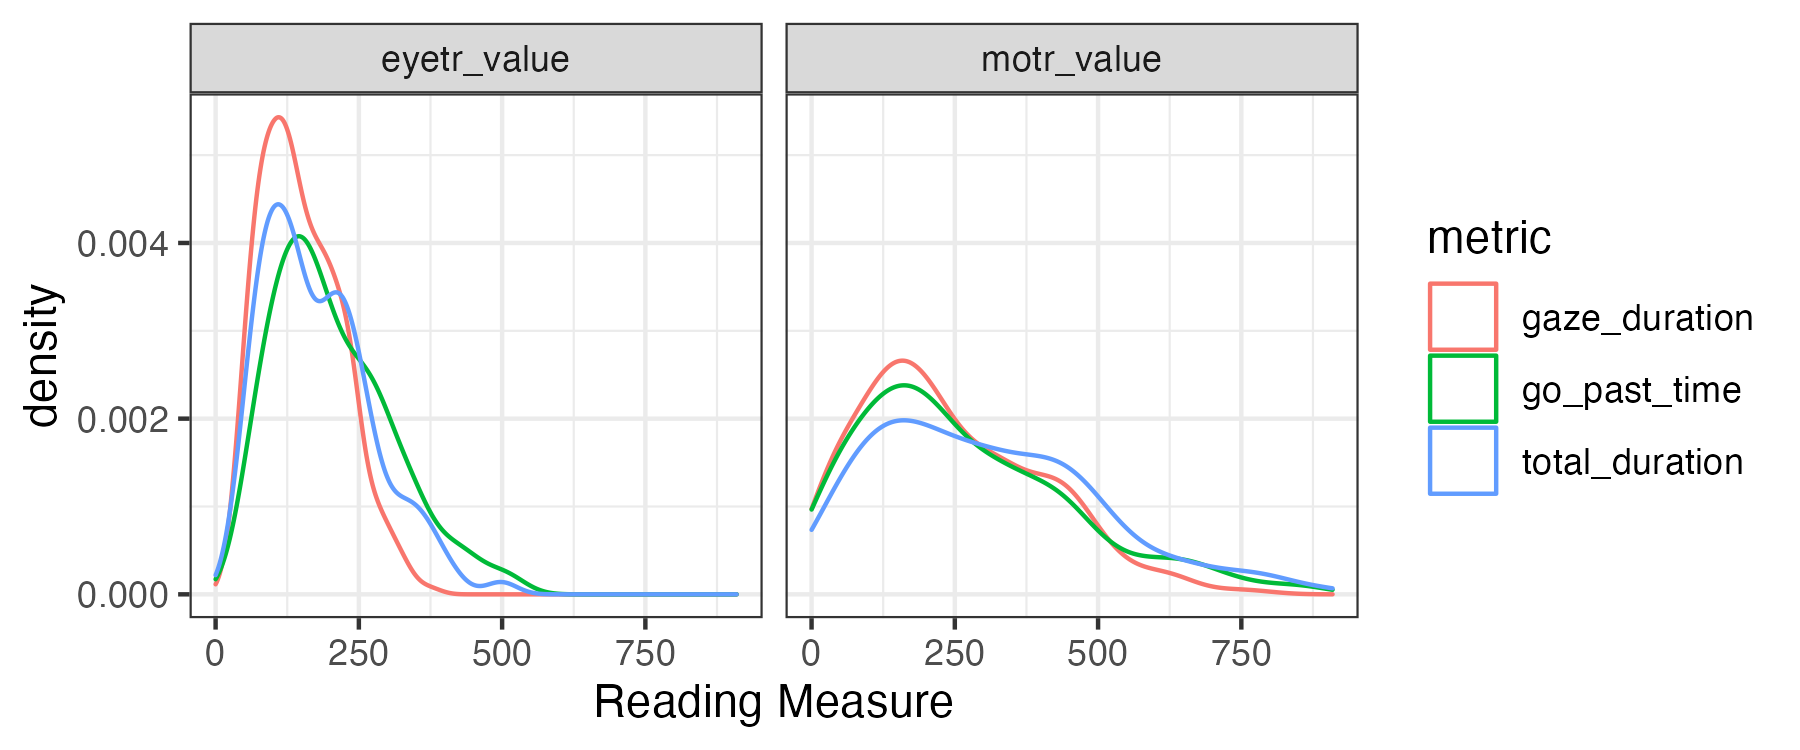 eyetr_value motr_value
density
0.004
0.002
0.000
0 250 500 750 0 250 500 750
Reading Measure
metric
gaze_duration
go_past_time
total_duration